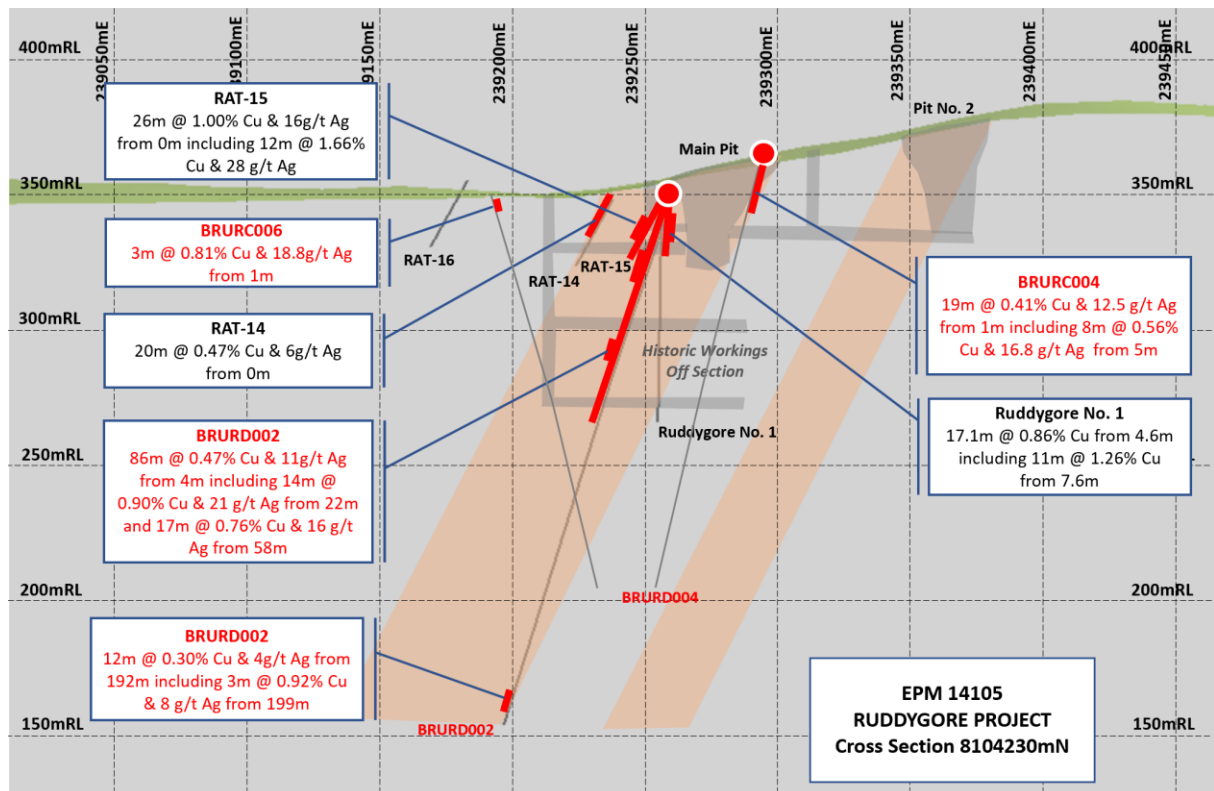 400mRL
239050mE
239100mE
239150mE
239200mE
239250mE
239300mE
239350mE
239400mE
239450mE
400mRL
RAT-15
26m @ 1.00% Cu & 16g/t Ag
from 0m including 12m @ 1.66%
Cu & 28 g/t Ag
Pit No. 2
Main Pit
350mRL
350mRL
BRURC006
3m @ 0.81% Cu & 18.8g/t Ag
from 1m
RAT-16
RAT-14
RAT-15
BRURC004
19m @ 0.41% Cu & 12.5 g/t Ag
from 1m including 8m @ 0.56%
Cu & 16.8 g/t Ag from 5m
300mRL
300mRL
RAT-14
20m @ 0.47% Cu & 6g/t Ag
from 0m
Historic Workings
Off Section
Ruddygore No. 1
Ruddygore No. 1
17.1m @ 0.86% Cu from 4.6m
including 11m @ 1.26% Cu
from 7.6m
BRURD002
86m @ 0.47% Cu & 11g/t Ag
from 4m including 14m @
0.90% Cu & 21 g/t Ag from 22m
and 17m @ 0.76% Cu & 16 g/t
Ag from 58m
250mRL
200mRL
BRURD004
200mRL
BRURD002
12m @ 0.30% Cu & 4g/t Ag from
192m including 3m @ 0.92% Cu
& 8 g/t Ag from 199m
BRURD002
150mRL
150mRL
EPM 14105
RUDDYGORE PROJECT
Cross Section 8104230mN